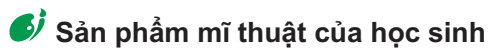 Sản phẩm mĩ thuật của học sinh